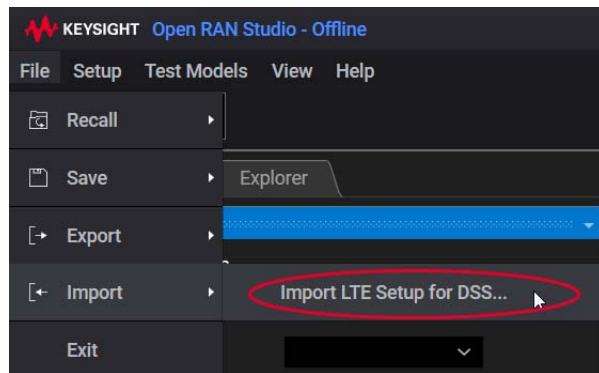 KEYSIGHT Open RAN Studio - Offline
File Setup Test Models View Help
Recall
Save
Explorer
Export
Import
Import LTE Setup for DSS...
Exit